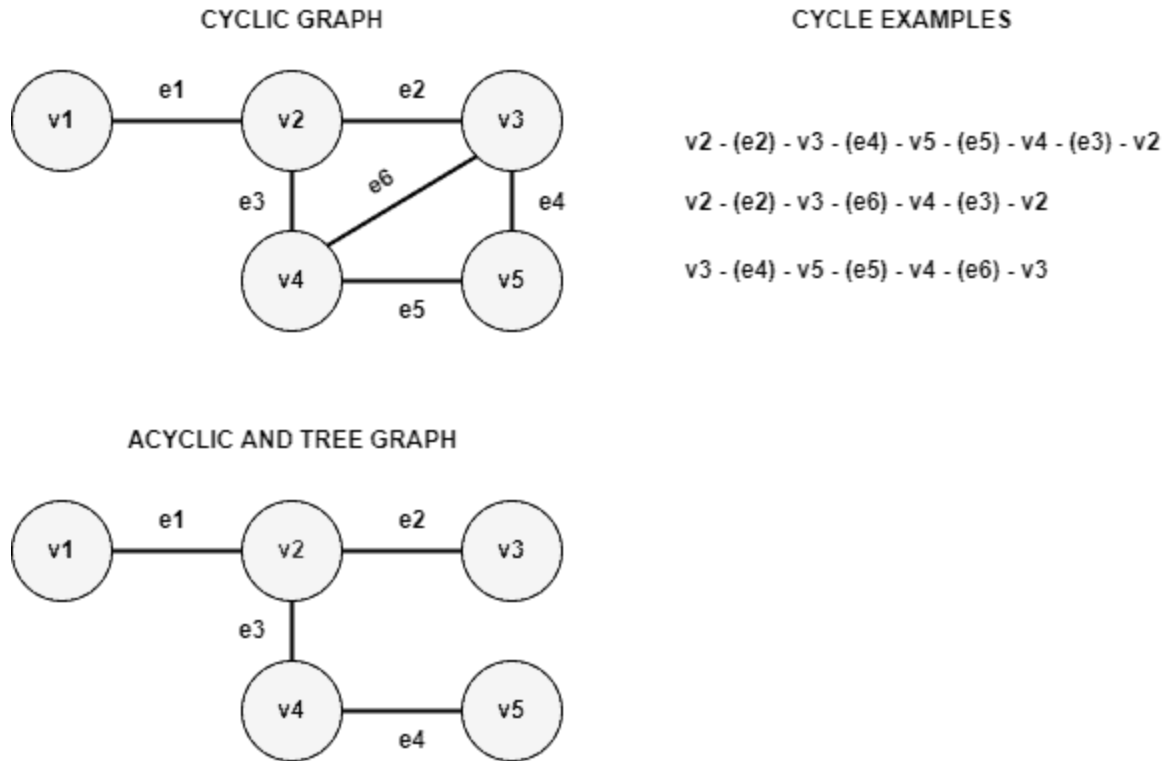 CYCLIC GRAPH
CYCLE EXAMPLES
e1
e2
v1
v2
v3
v2 - (e2) - v3 - (e4) - v5 - (e5) - v4 - (e3) - v2
e6
e3
e4
v2 - (e2) - v3 - (e6) - v4 - (e3) - v2
v4
v5
v3 - (e4) - v5 - (e5) - v4 - (e6) - v3
e5
ACYCLIC AND TREE GRAPH
e1
e2
v1
v2
v3
e3
v4
v5
e4